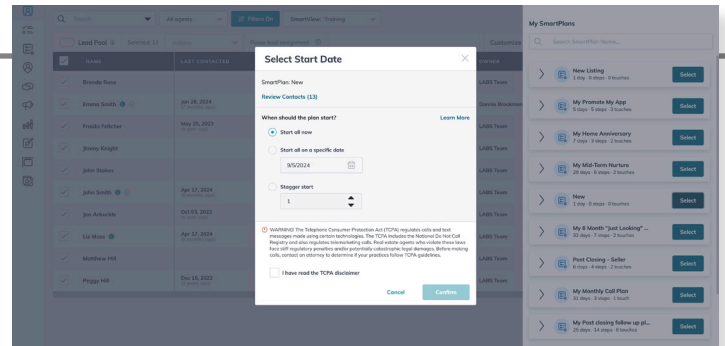 Search
All agents
Filters On
SmartView: Training
Lead Pool
Selected: 13
Actions
Customize
NAME
LAST CONTACTED
OWNER
Brenda Rose
LABS Team
Emma Smith
Jan 26, 2024
Donna Brookman
Freida Fletcher
May 25, 2023
LABS Team
Jimmy Knight
LABS Team
John Stokes
LABS Team
John Smith
Apr 17, 2024
LABS Team
Jon Arbuckle
Oct 03, 2022
LABS Team
Liz Moss
Apr 17, 2024
LABS Team
Matthew Hill
LABS Team
Peggy Hill
Dec 15, 2022
LABS Team
Select Start Date
SmartPlan: New
Review Contacts (13)
When should the plan start?
Learn More
Start all now
Start all on a specific date
9/5/2024
Stagger start
1
WARNING! The Telephone Consumer Protection Act (TCPA) regulates calls and text
messages made using certain technologies. The TCPA includes the National Do Not Call
Registry and also regulates telemarketing calls. Real estate agents who violate these laws
face stiff regulatory penalties and/or potentially catastrophic legal damages. Before making
calls, contact an attorney to determine if your practices follow TCPA guidelines.
I have read the TCPA disclaimer
Cancel
Confirm
My SmartPlans
Search SmartPlan Name...
New Listing
1 day · 0 steps · 0 touches
Select
My Promote My App
5 days · 5 steps · 3 touches
Select
My Home Anniversary
7 days · 3 steps · 2 touches
Select
My Mid-Term Nurture
28 days · 8 steps · 2 touches
Select
New
1 day · 0 steps · 0 touches
Select
My 6 Month "Just Looking" ...
32 days · 7 steps · 3 touches
Select
Post Closing - Seller
6 days · 4 steps · 2 touches
Select
My Monthly Call Plan
31 days · 3 steps · 1 touch
Select
My Post closing follow up pl...
25 days · 14 steps · 9 touches
Select